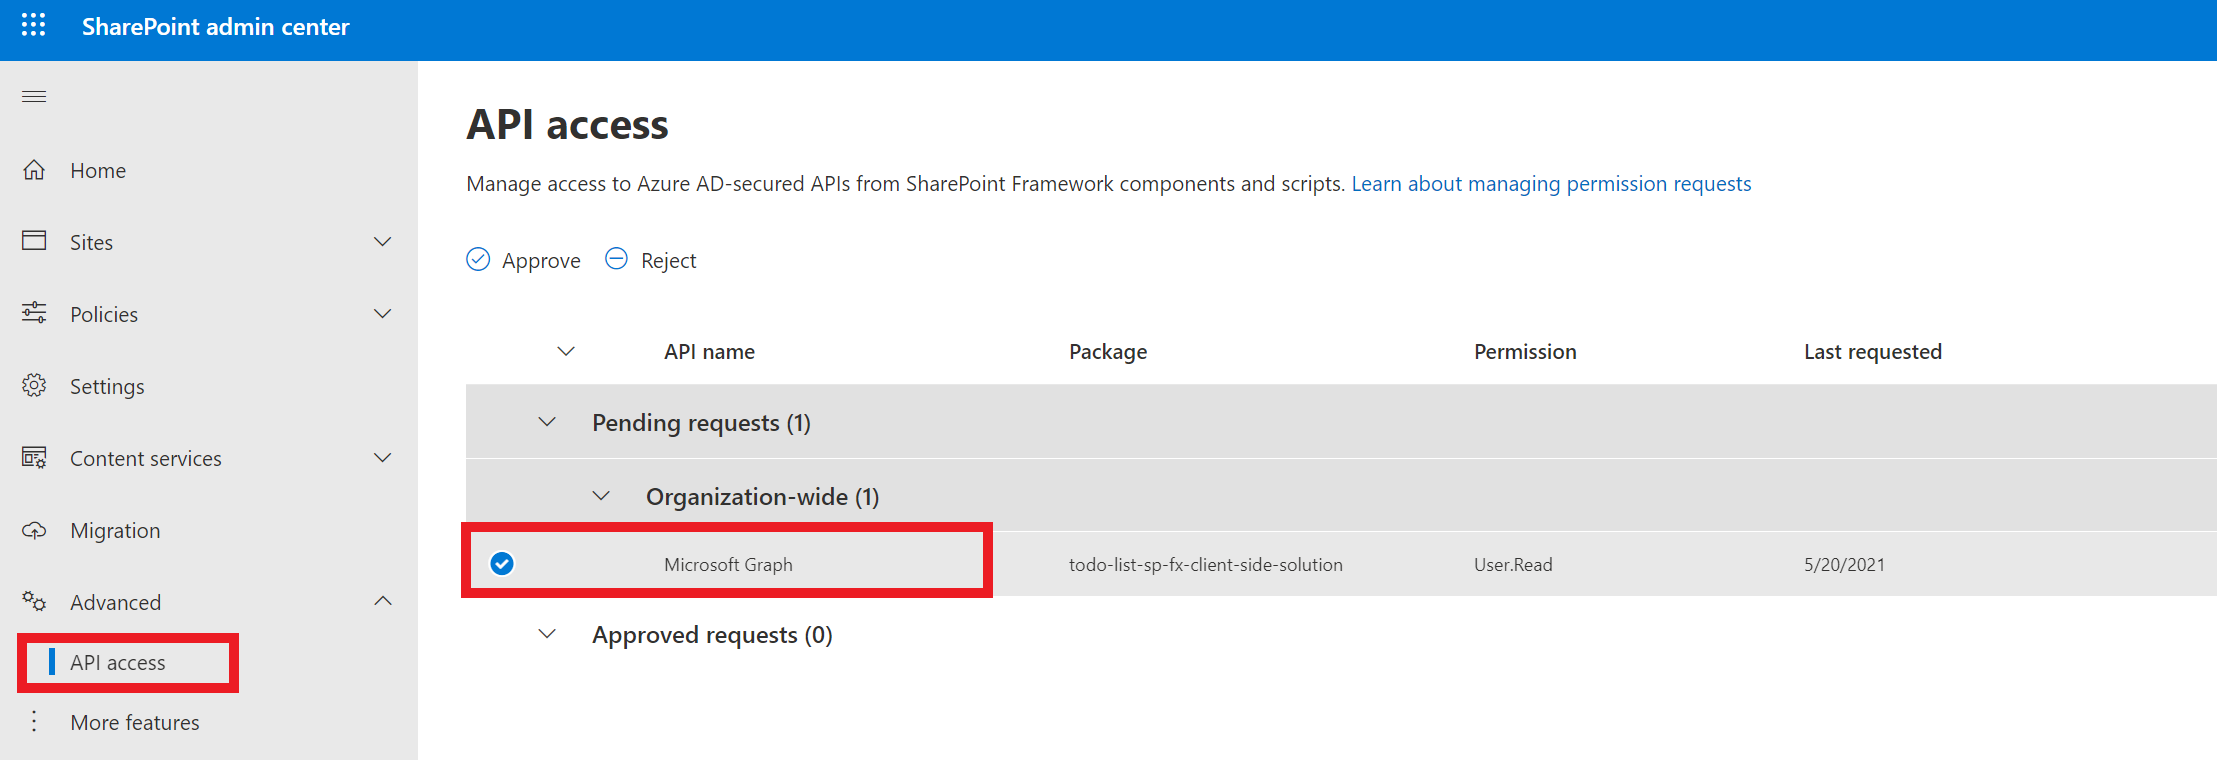 SharePoint admin center
Home
Sites
Policies
Settings
Content services
Migration
Advanced
API access
More features
API access
Manage access to Azure AD-secured APIs from SharePoint Framework components and scripts. Learn about managing permission requests
Approve Reject
API name Package Permission Last requested
Pending requests (1)
Organization-wide (1)
Microsoft Graph todo-list-sp-fx-client-side-solution User.Read 5/20/2021
Approved requests (0)